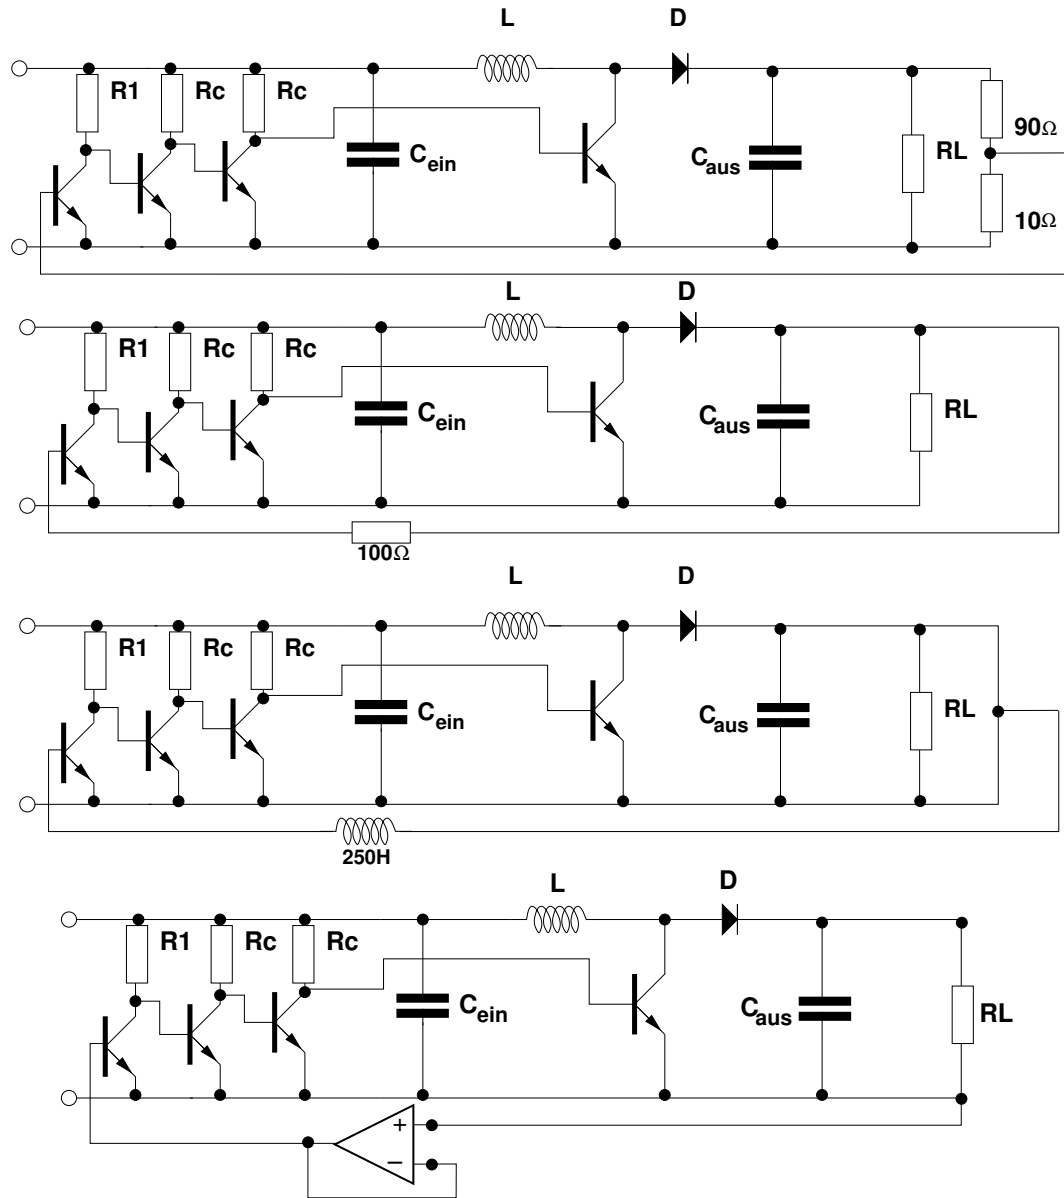 L D
R1 Rc Rc
Cein Caus RL 90Ω
10Ω
L D
R1 Rc Rc
Cein Caus RL
100Ω
L D
R1 Rc Rc
Cein Caus RL
250H
L D
R1 Rc Rc
Cein Caus RL
+
−